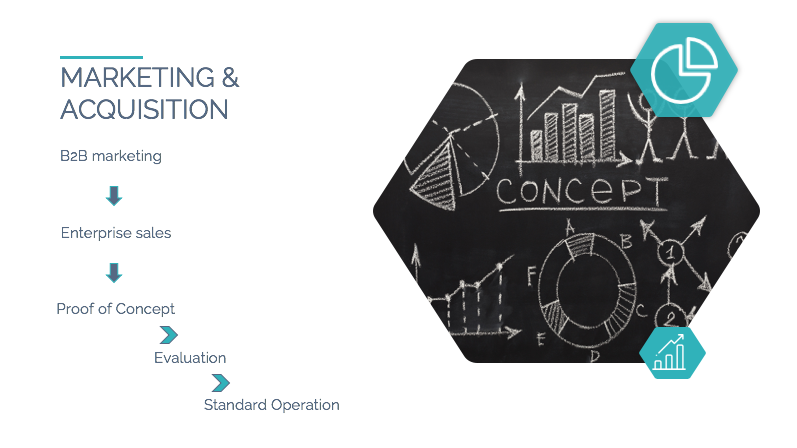 MARKETING &
ACQUISITION
B2B marketing
Enterprise sales
Proof of Concept
Evaluation
Standard Operation
CONCEPT
A
B
F
C
E
D
1
2